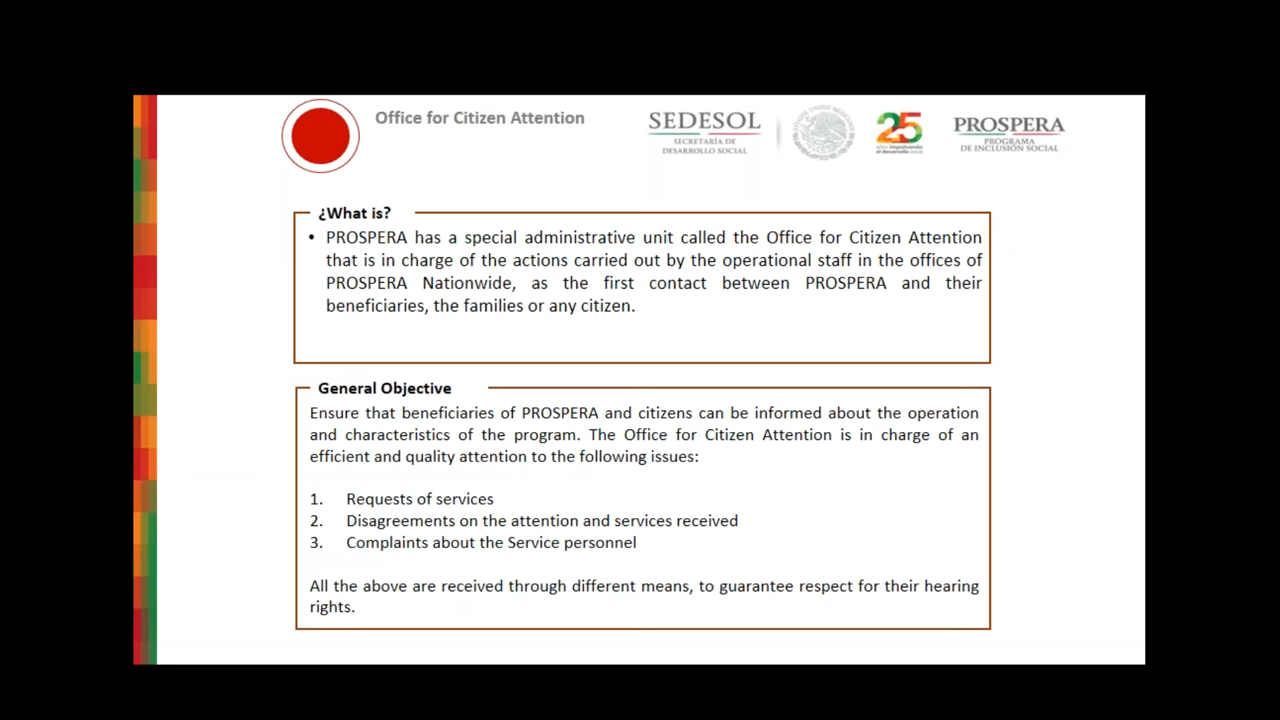 Office for Citizen Attention
SEDESOL
SECRETARÍA DE
DESARROLLO SOCIAL
25
PROSPERA
PROGRAMA
DE INCLUSIÓN SOCIAL
¿What is?
• PROSPERA has a special administrative unit called the Office for Citizen Attention
that is in charge of the actions carried out by the operational staff in the offices of
PROSPERA Nationwide, as the first contact between PROSPERA and their
beneficiaries, the families or any citizen.
General Objective
Ensure that beneficiaries of PROSPERA and citizens can be informed about the operation
and characteristics of the program. The Office for Citizen Attention is in charge of an
efficient and quality attention to the following issues:
1. Requests of services
2. Disagreements on the attention and services received
3. Complaints about the Service personnel
All the above are received through different means, to guarantee respect for their hearing
rights.